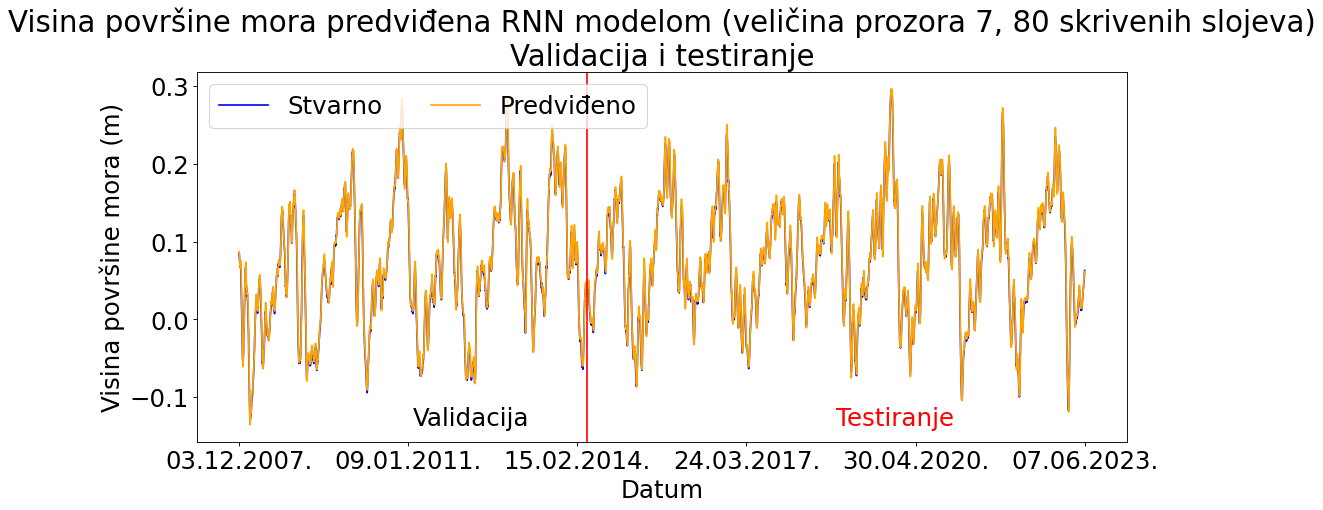 Visina površine mora predviđena RNN modelom (veličina prozora 7, 80 skrivenih slojeva)
Validacija i testiranje
Stvarno Predviđeno
Visina površine mora (m)
0.3
0.2
0.1
0.0
−0.1
Validacija
Testiranje
03.12.2007. 09.01.2011. 15.02.2014. 24.03.2017. 30.04.2020. 07.06.2023.
Datum